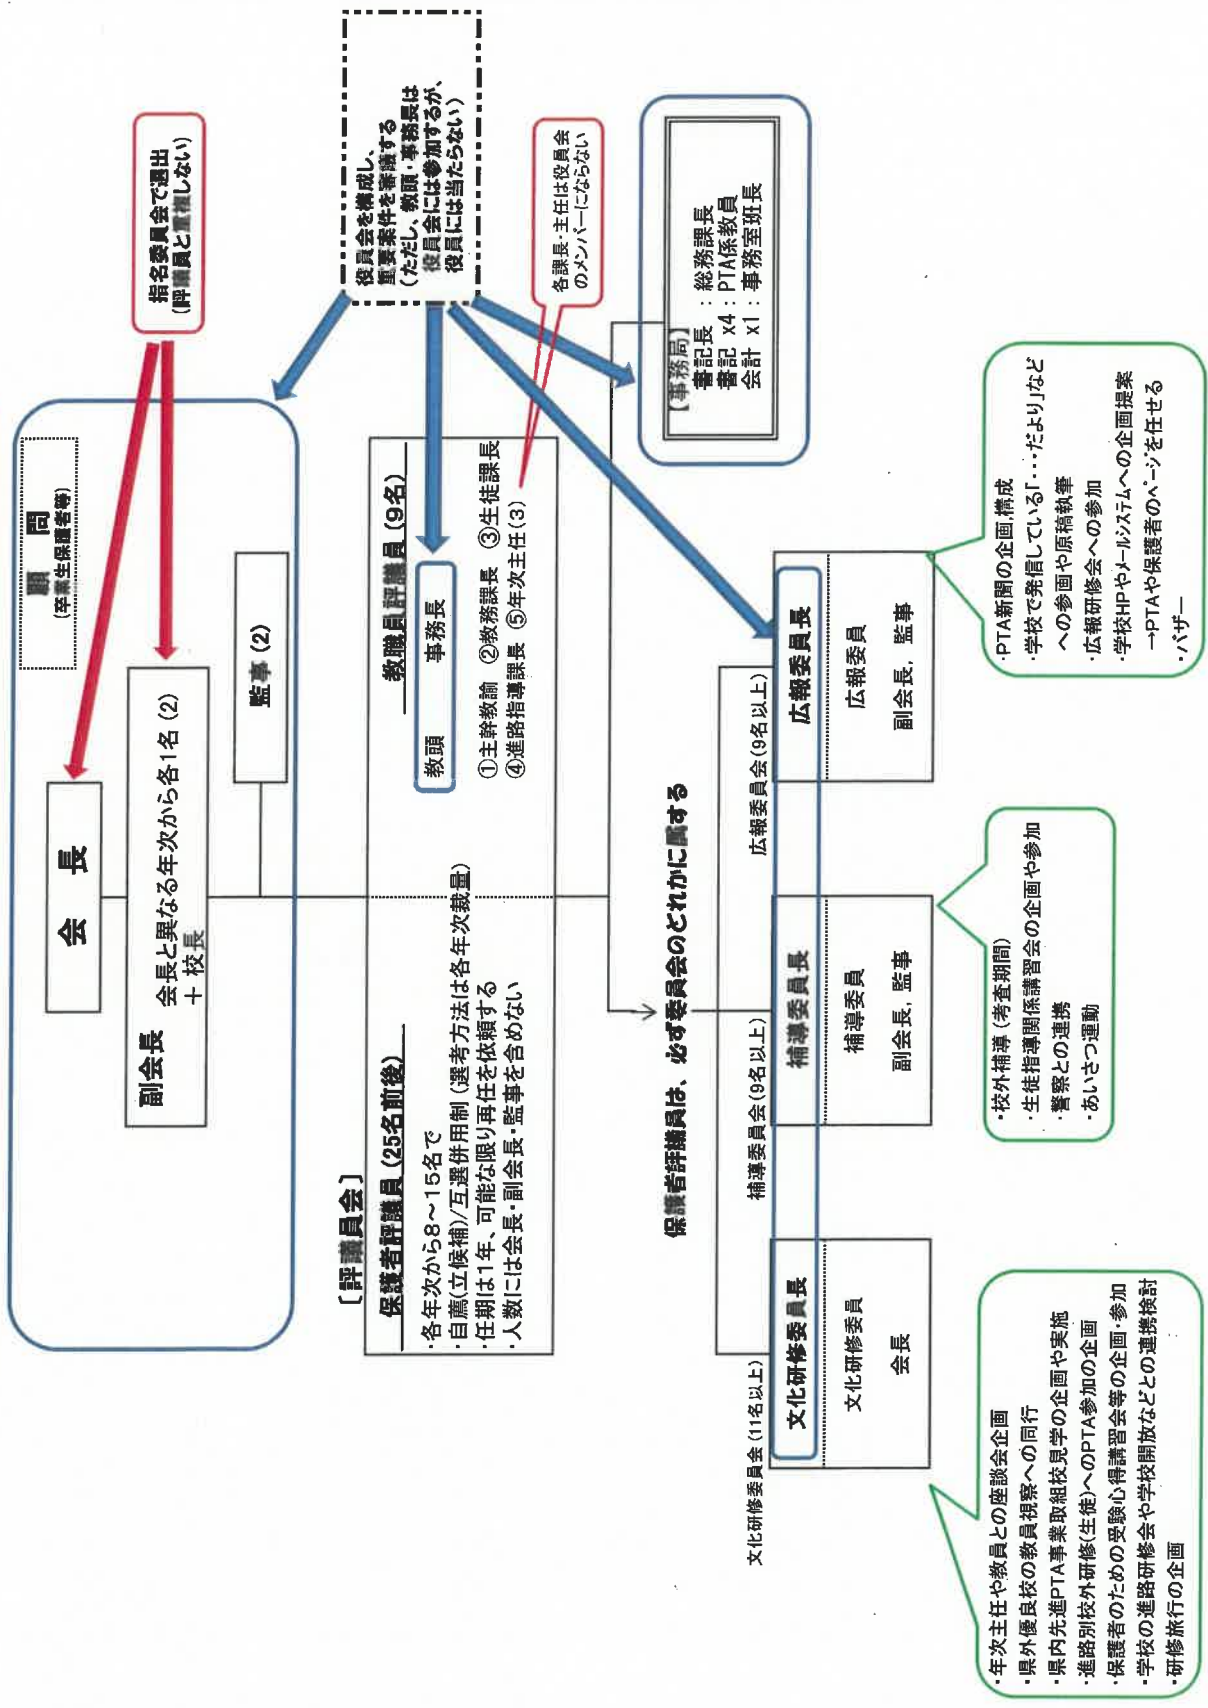 顧　問
(卒業生保護者等)
会　長
副会長
会長と異なる年次から各1名(2)
＋ 校長
監事(2)
指名委員会で選出
(評議員と重複しない)
役員会を構成し、
重要案件を審議する
(ただし、教頭・事務長は
役員会には参加するが、
役員には当たらない)
[評議員会]
保護者評議員(25名前後)
・各年次から8～15名で
・自薦(立候補)/互選併用制(選考方法は各年次裁量)
・任期は1年、可能な限り再任を依頼する
・人数には会長・副会長・監事を含めない
教職員評議員(9名)
教頭　事務長
①主幹教諭 ②教務課長 ③生徒課長
④進路指導課長 ⑤年次主任(3)
各課長・主任は役員会
のメンバーにならない
【事務局】
書記長 ：総務課長
書記 x4：PTA係教員
会計 x1：事務室班長
保護者評議員は、必ず委員会のどれかに属する
文化研修委員会(11名以上)
文化研修委員長
文化研修委員
会長
補導委員会(9名以上)
補導委員長
補導委員
副会長, 監事
広報委員会(9名以上)
広報委員長
広報委員
副会長, 監事
・年次主任や教員との座談会企画
・県外優良校の教員視察への同行
・県内先進PTA事業取組校見学の企画や実施
・進路別校外研修(生徒)へのPTA参加の企画
・保護者のための受験心得講習会等の企画・参加
・学校の進路研修会や学校開放などとの連携検討
・研修旅行の企画
・校外補導(考査期間)
・生徒指導関係講習会の企画や参加
・警察との連携
・あいさつ運動
・PTA新聞の企画,構成
・学校で発信している「・・・だより」など
への参画や原稿執筆
・広報研修会への参加
・学校HPやメールシステムへの企画提案
→PTAや保護者のページを任せる
・バザー